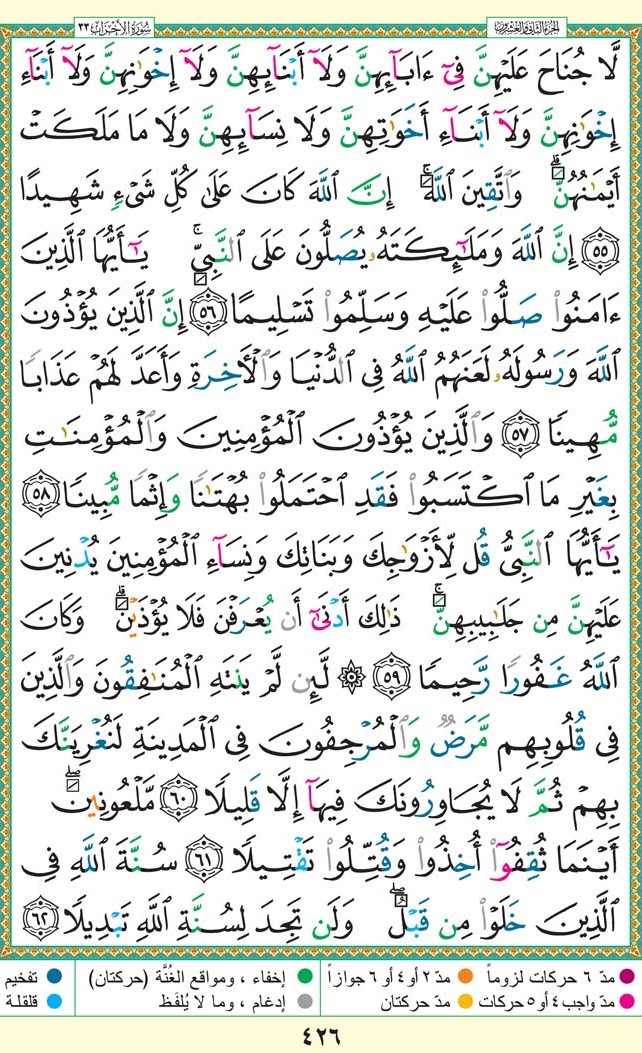 سُورَةُ الأَحْزَابِ ٣٣
الجزء الثاني والعشرون
لَّا جُنَاحَ عَلَيْهِنَّ فِىٓ ءَابَآئِهِنَّ وَلَآ أَبْنَآئِهِنَّ وَلَآ إِخْوَٰنِهِنَّ وَلَآ أَبْنَآءِ
إِخْوَٰنِهِنَّ وَلَآ أَبْنَآءِ أَخَوَٰتِهِنَّ وَلَا نِسَآئِهِنَّ وَلَا مَا مَلَكَتْ
أَيْمَٰنُهُنَّ ۗ وَٱتَّقِينَ ٱللَّهَ ۚ إِنَّ ٱللَّهَ كَانَ عَلَىٰ كُلِّ شَىْءٍ شَهِيدًا
٥٥ إِنَّ ٱللَّهَ وَمَلَٰٓئِكَتَهُۥ يُصَلُّونَ عَلَى ٱلنَّبِىِّ ۚ يَٰٓأَيُّهَا ٱلَّذِينَ
ءَامَنُوا۟ صَلُّوا۟ عَلَيْهِ وَسَلِّمُوا۟ تَسْلِيمًا ٥٦ إِنَّ ٱلَّذِينَ يُؤْذُونَ
ٱللَّهَ وَرَسُولَهُۥ لَعَنَهُمُ ٱللَّهُ فِى ٱلدُّنْيَا وَٱلْءَاخِرَةِ وَأَعَدَّ لَهُمْ عَذَابًا
مُّهِينًا ٥٧ وَٱلَّذِينَ يُؤْذُونَ ٱلْمُؤْمِنِينَ وَٱلْمُؤْمِنَٰتِ
بِغَيْرِ مَا ٱكْتَسَبُوا۟ فَقَدِ ٱحْتَمَلُوا۟ بُهْتَٰنًا وَإِثْمًا مُّبِينًا ٥٨
يَٰٓأَيُّهَا ٱلنَّبِىُّ قُل لِّأَزْوَٰجِكَ وَبَنَاتِكَ وَنِسَآءِ ٱلْمُؤْمِنِينَ يُدْنِينَ
عَلَيْهِنَّ مِن جَلَٰبِيبِهِنَّ ۚ ذَٰلِكَ أَدْنَىٰٓ أَن يُعْرَفْنَ فَلَا يُؤْذَيْنَ ۗ وَكَانَ
ٱللَّهُ غَفُورًا رَّحِيمًا ٥٩ ۞ لَّئِن لَّمْ يَنتَهِ ٱلْمُنَٰفِقُونَ وَٱلَّذِينَ
فِى قُلُوبِهِم مَّرَضٌ وَٱلْمُرْجِفُونَ فِى ٱلْمَدِينَةِ لَنُغْرِيَنَّكَ
بِهِمْ ثُمَّ لَا يُجَاوِرُونَكَ فِيهَآ إِلَّا قَلِيلًا ٦٠ مَّلْعُونِينَ ۖ
أَيْنَمَا ثُقِفُوٓا۟ أُخِذُوا۟ وَقُتِّلُوا۟ تَقْتِيلًا ٦١ سُنَّةَ ٱللَّهِ فِى
ٱلَّذِينَ خَلَوْا۟ مِن قَبْلُ ۖ وَلَن تَجِدَ لِسُنَّةِ ٱللَّهِ تَبْدِيلًا ٦٢
مدّ ٦ حركات لزوماً مدّ ٢ أو ٤ أو ٦ جوازاً إخفاء ، ومواقع الغُنَّة (حركتان) تفخيم
مدّ واجب ٤ أو ٥ حركات مدّ حركتان إدغام ، وما لا يُلفَظ قلقلة
٤٢٦